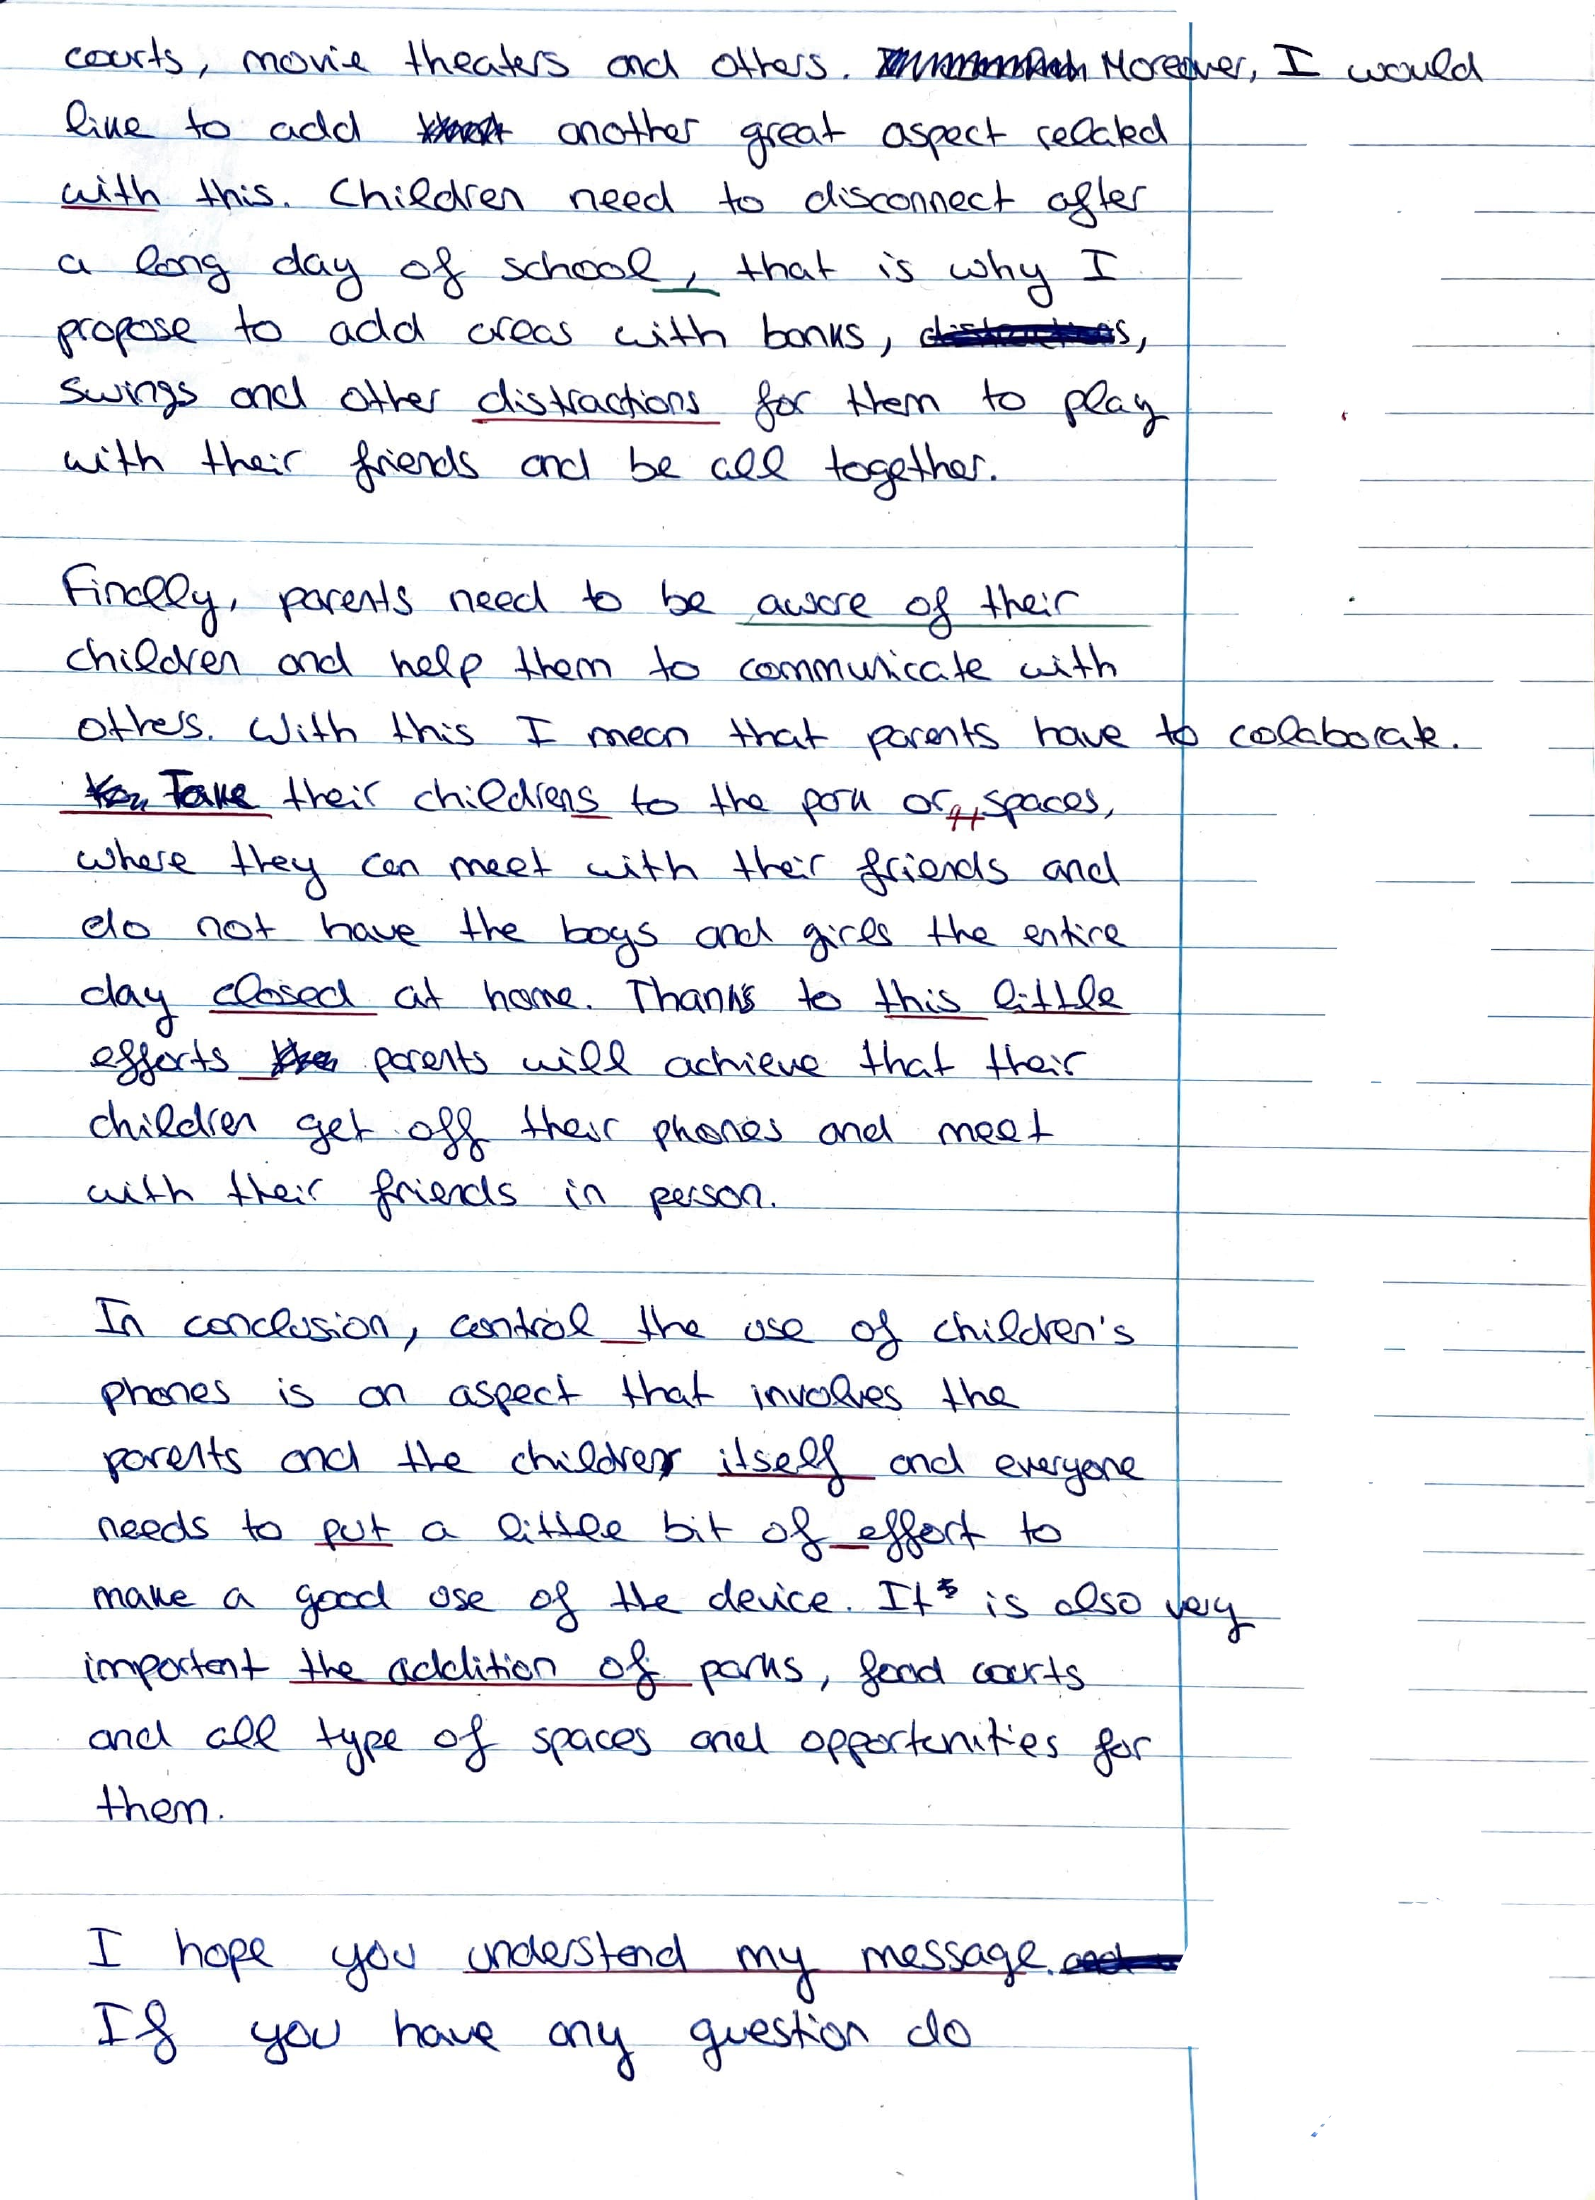 courts, movie theaters and others. Moreover, I would
like to add another great aspect related
with this. Children need to disconnect after
a long day of school, that is why I
propose to add areas with banks,
swings and other distractions for them to play
with their friends and be all together.
Finally, parents need to be aware of their
children and help them to communicate with
others. With this I mean that parents have to colaborate.
Take their childrens to the park or spaces,
where they can meet with their friends and
do not have the boys and girls the entire
day closed at home. Thanks to this little
efforts parents will achieve that their
children get off their phones and meet
with their friends in person.
In conclusion, control the use of children's
phones is an aspect that involves the
parents and the children itself and everyone
needs to put a little bit of effort to
make a good use of the device. It is also very
important the addition of parks, food courts
and all type of spaces and opportunities for
them.
I hope you understand my message.
If you have any question do